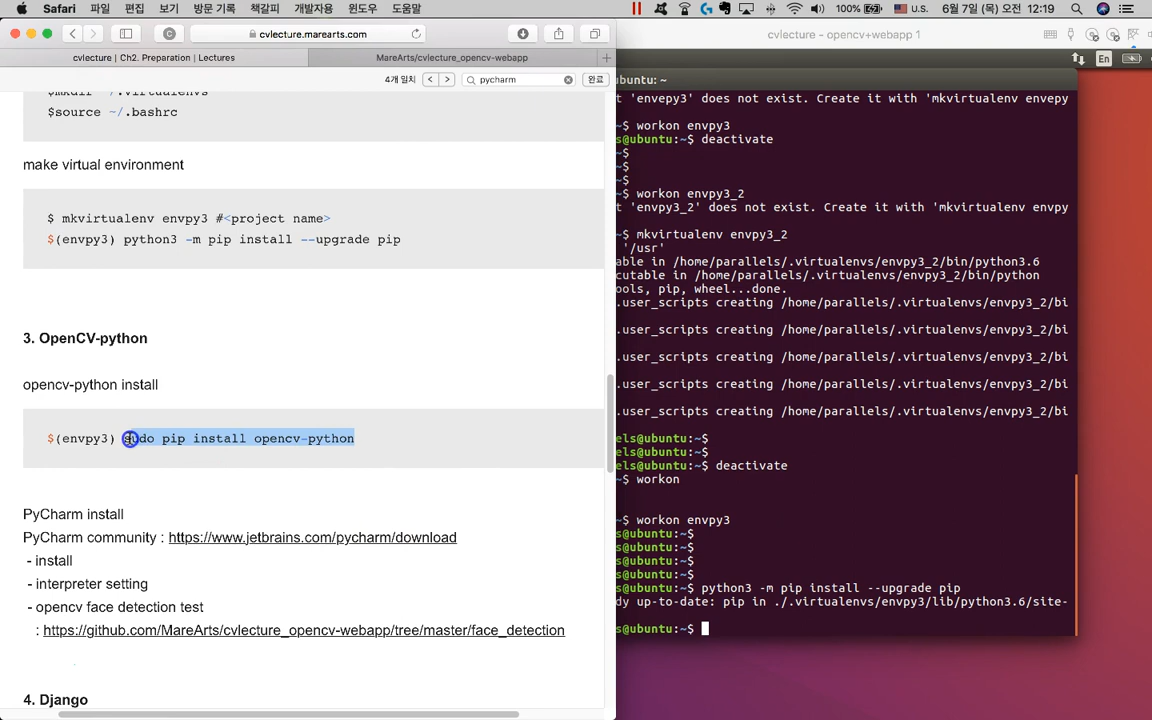 Safari 파일 편집 보기 방문 기록 책갈피 개발자용 윈도우 도움말 100% U.S. 6월 7일 (목) 오전 12:19
cvlecture.marearts.com
cvlecture | Ch2. Preparation | Lectures
MareArts/cvlecture_opencv-webapp
4개 일치 pycharm 완료
$mkdir ~/.virtualenvs
$source ~/.bashrc
make virtual environment
$ mkvirtualenv envpy3 #<project name>
$(envpy3) python3 -m pip install --upgrade pip
3. OpenCV-python
opencv-python install
$(envpy3) sudo pip install opencv-python
PyCharm install
PyCharm community : https://www.jetbrains.com/pycharm/download
- install
- interpreter setting
- opencv face detection test
: https://github.com/MareArts/cvlecture_opencv-webapp/tree/master/face_detection
4. Django
cvlecture - opencv+webapp 1
En
ubuntu: ~
t 'envepy3' does not exist. Create it with 'mkvirtualenv envepy
~$ workon envpy3
s@ubuntu:~$ deactivate
~$
~$
~$
~$ workon envpy3_2
t 'envpy3_2' does not exist. Create it with 'mkvirtualenv envpy
~$ mkvirtualenv envpy3_2
'/usr'
able in /home/parallels/.virtualenvs/envpy3_2/bin/python3.6
cutable in /home/parallels/.virtualenvs/envpy3_2/bin/python
ools, pip, wheel...done.
.user_scripts creating /home/parallels/.virtualenvs/envpy3_2/bi
.user_scripts creating /home/parallels/.virtualenvs/envpy3_2/bi
.user_scripts creating /home/parallels/.virtualenvs/envpy3_2/bi
.user_scripts creating /home/parallels/.virtualenvs/envpy3_2/bi
.user_scripts creating /home/parallels/.virtualenvs/envpy3_2/bi
els@ubuntu:~$
els@ubuntu:~$
els@ubuntu:~$ deactivate
~$ workon
~$ workon envpy3
s@ubuntu:~$
s@ubuntu:~$
s@ubuntu:~$
s@ubuntu:~$
s@ubuntu:~$ python3 -m pip install --upgrade pip
dy up-to-date: pip in ./.virtualenvs/envpy3/lib/python3.6/site-
s@ubuntu:~$